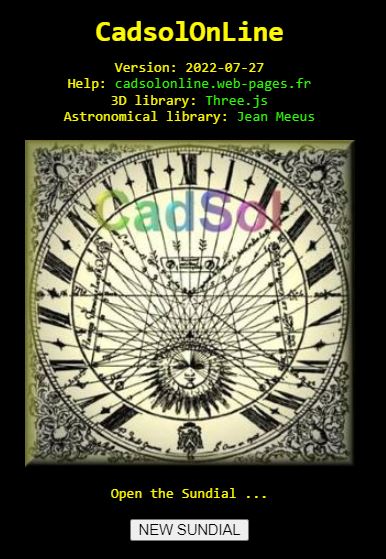 CadsolOnLine
Version: 2022-07-27
Help: cadsolonline.web-pages.fr
3D library: Three.js
Astronomical library: Jean Meeus
CadSol
Open the Sundial ...
NEW SUNDIAL